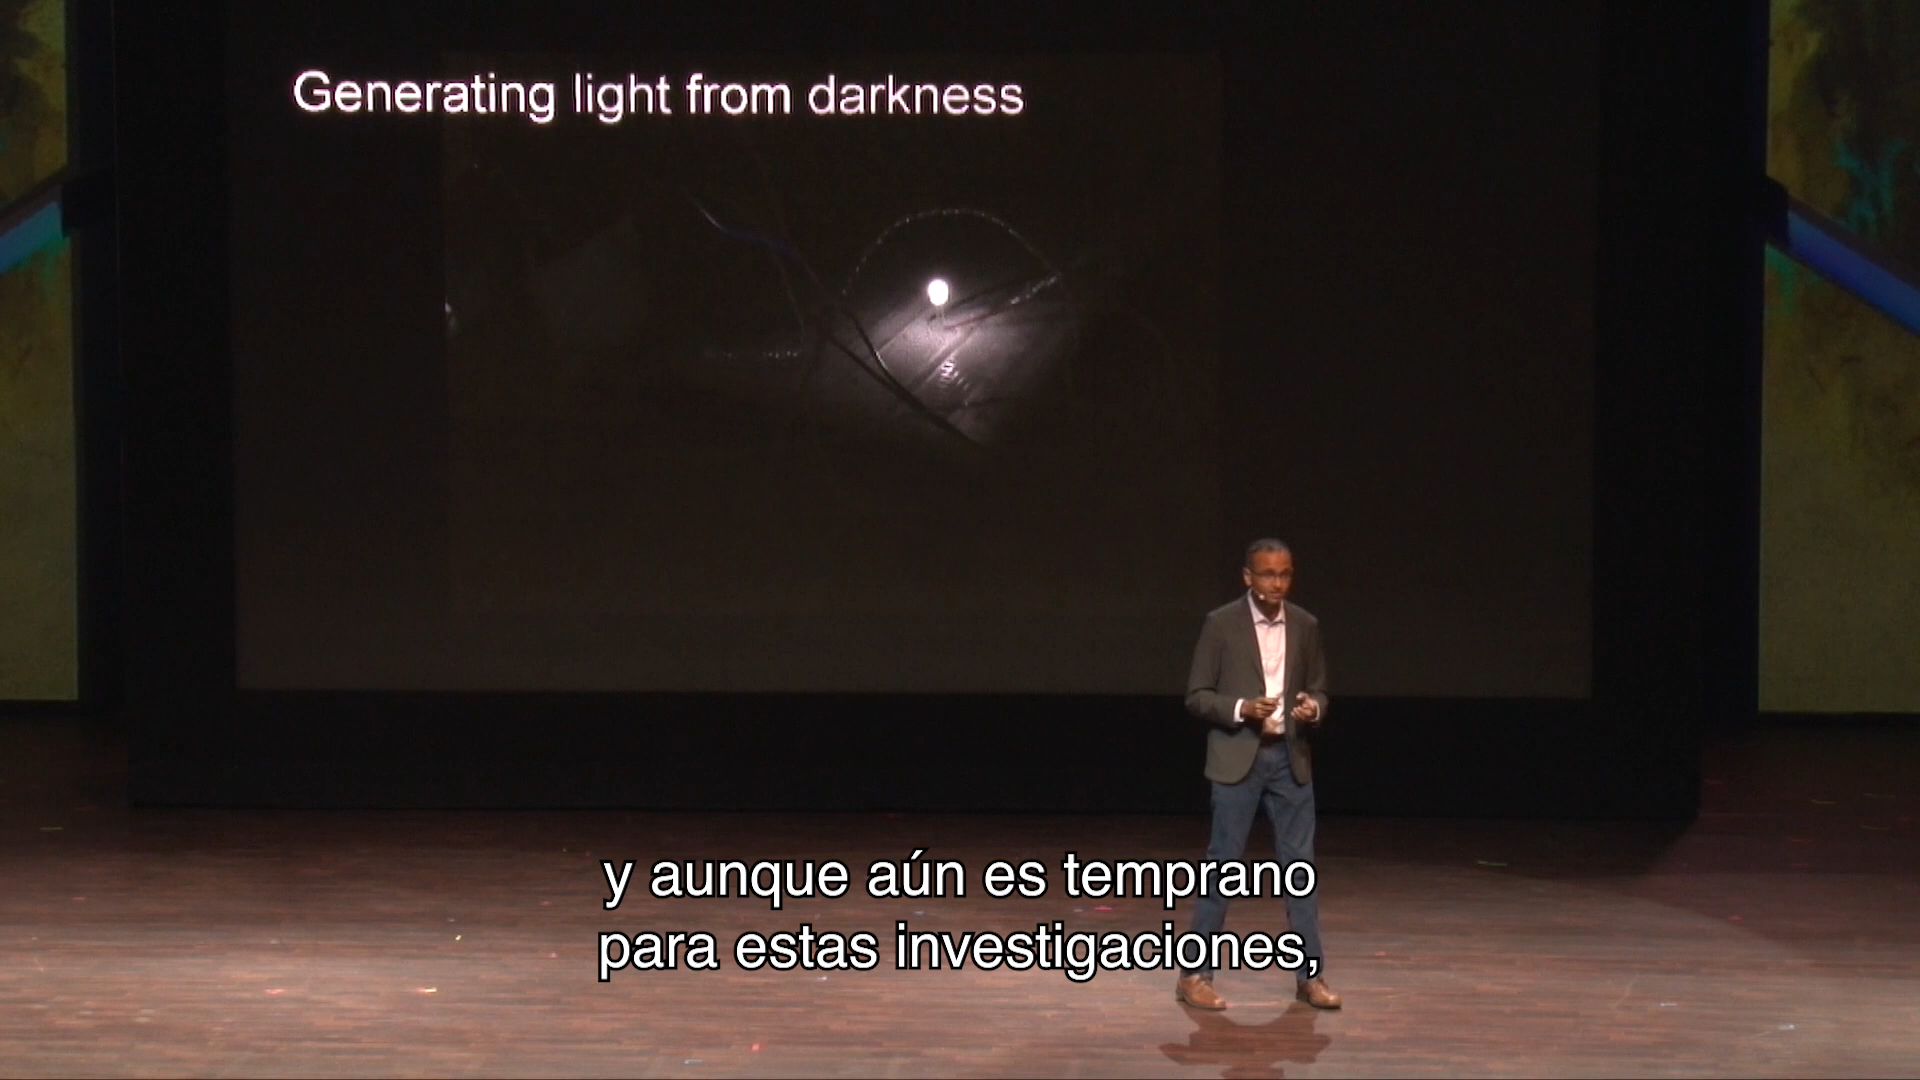 Generating light from darkness
y aunque aún es temprano
para estas investigaciones,